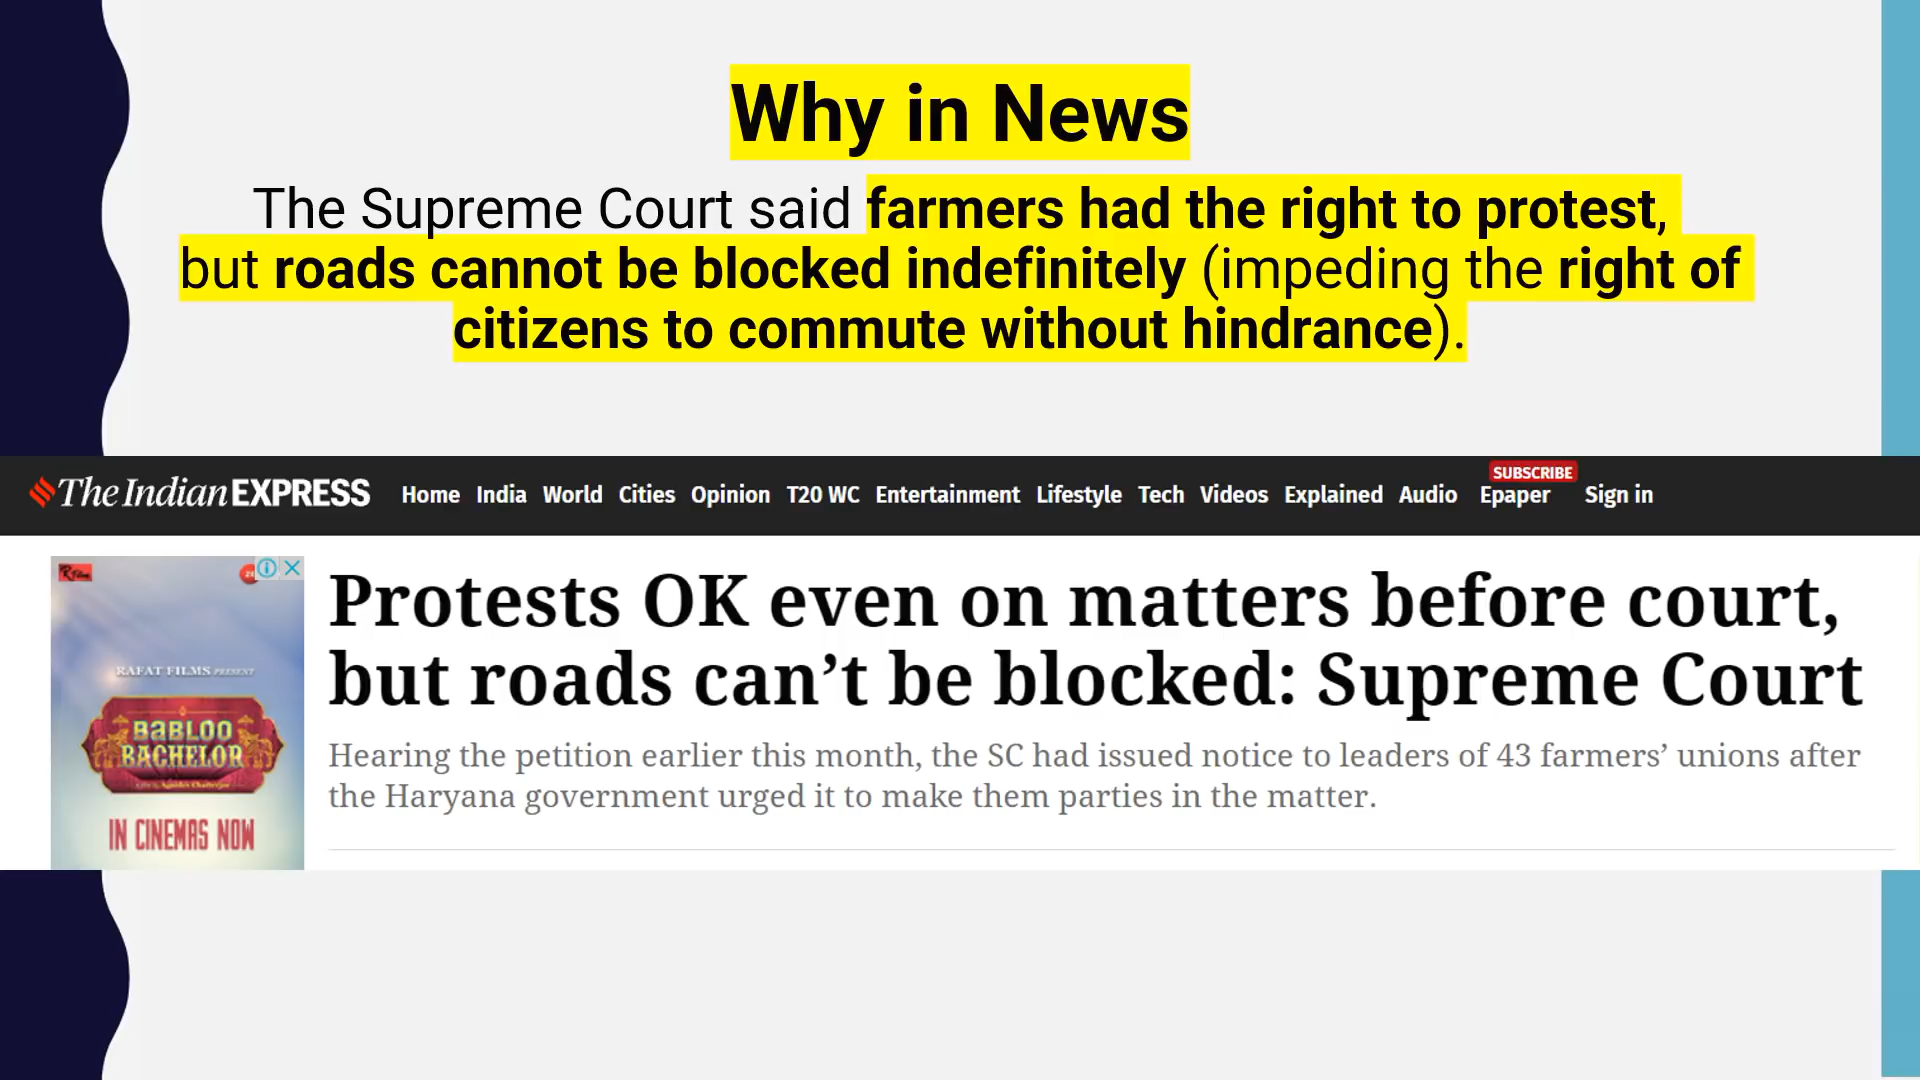 Why in News
The Supreme Court said farmers had the right to protest,
but roads cannot be blocked indefinitely (impeding the right of
citizens to commute without hindrance).
The Indian EXPRESS Home India World Cities Opinion T20 WC Entertainment Lifestyle Tech Videos Explained Audio Epaper Sign in
SUBSCRIBE
Protests OK even on matters before court,
but roads can’t be blocked: Supreme Court
Hearing the petition earlier this month, the SC had issued notice to leaders of 43 farmers’ unions after
the Haryana government urged it to make them parties in the matter.
RAFAT FILMS PRESENT
BABLOO
BACHELOR
IN CINEMAS NOW